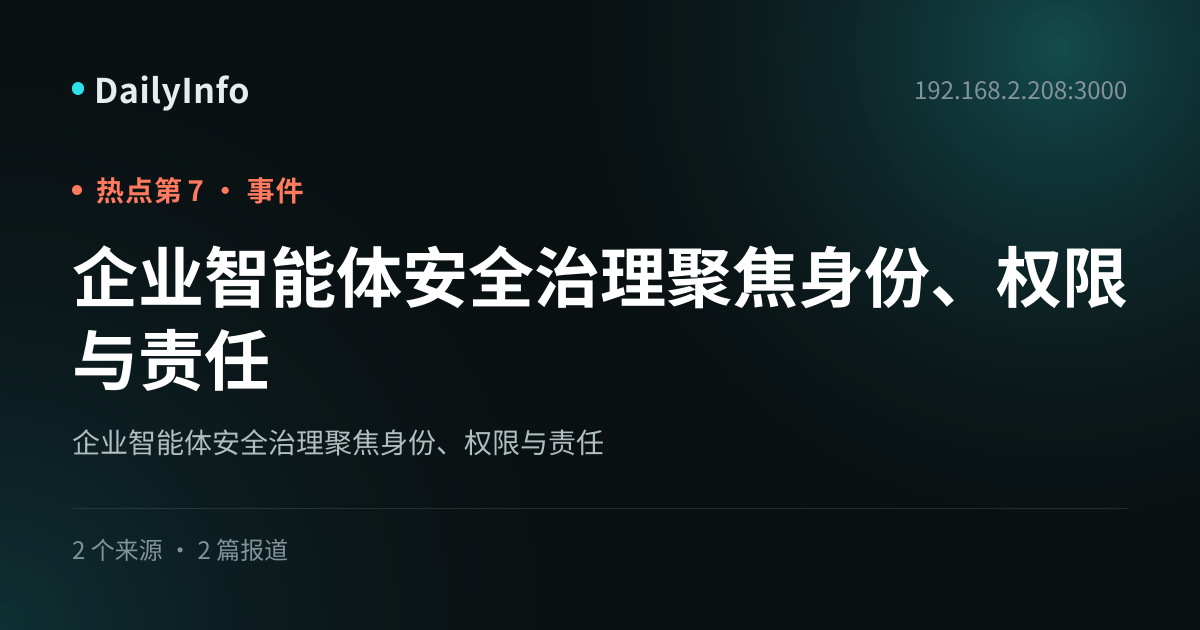 DailyInfo
192.168.2.208:3000
热点第 7 · 事件
企业智能体安全治理聚焦身份、权限
与责任
企业智能体安全治理聚焦身份、权限与责任
2 个来源 · 2 篇报道